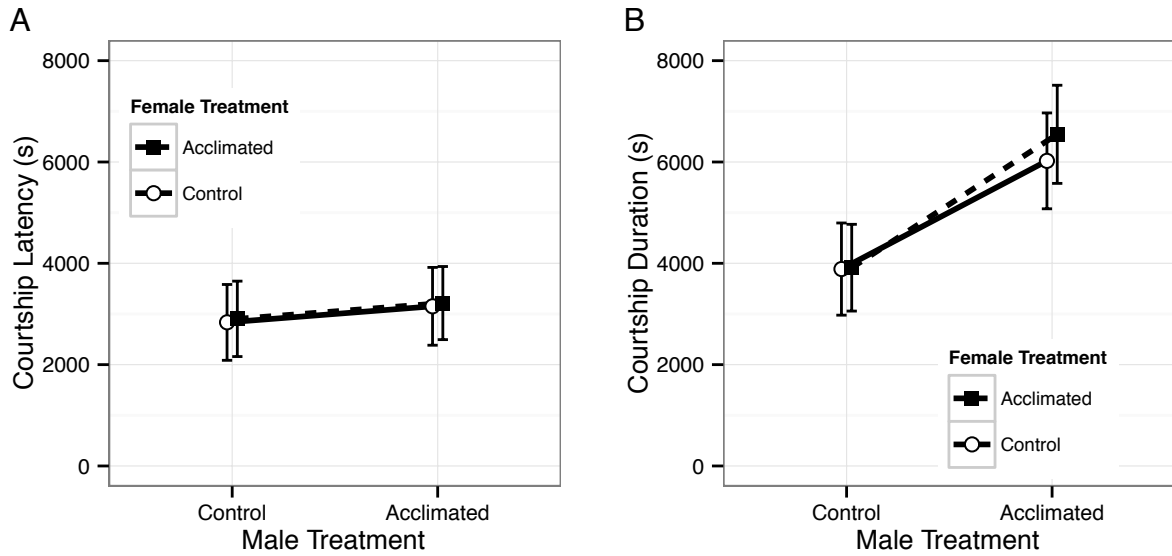 A
Courtship Latency (s)
8000
6000
4000
2000
0
Female Treatment
Acclimated
Control
Control
Acclimated
Male Treatment
B
Courtship Duration (s)
8000
6000
4000
2000
0
Female Treatment
Acclimated
Control
Control
Acclimated
Male Treatment